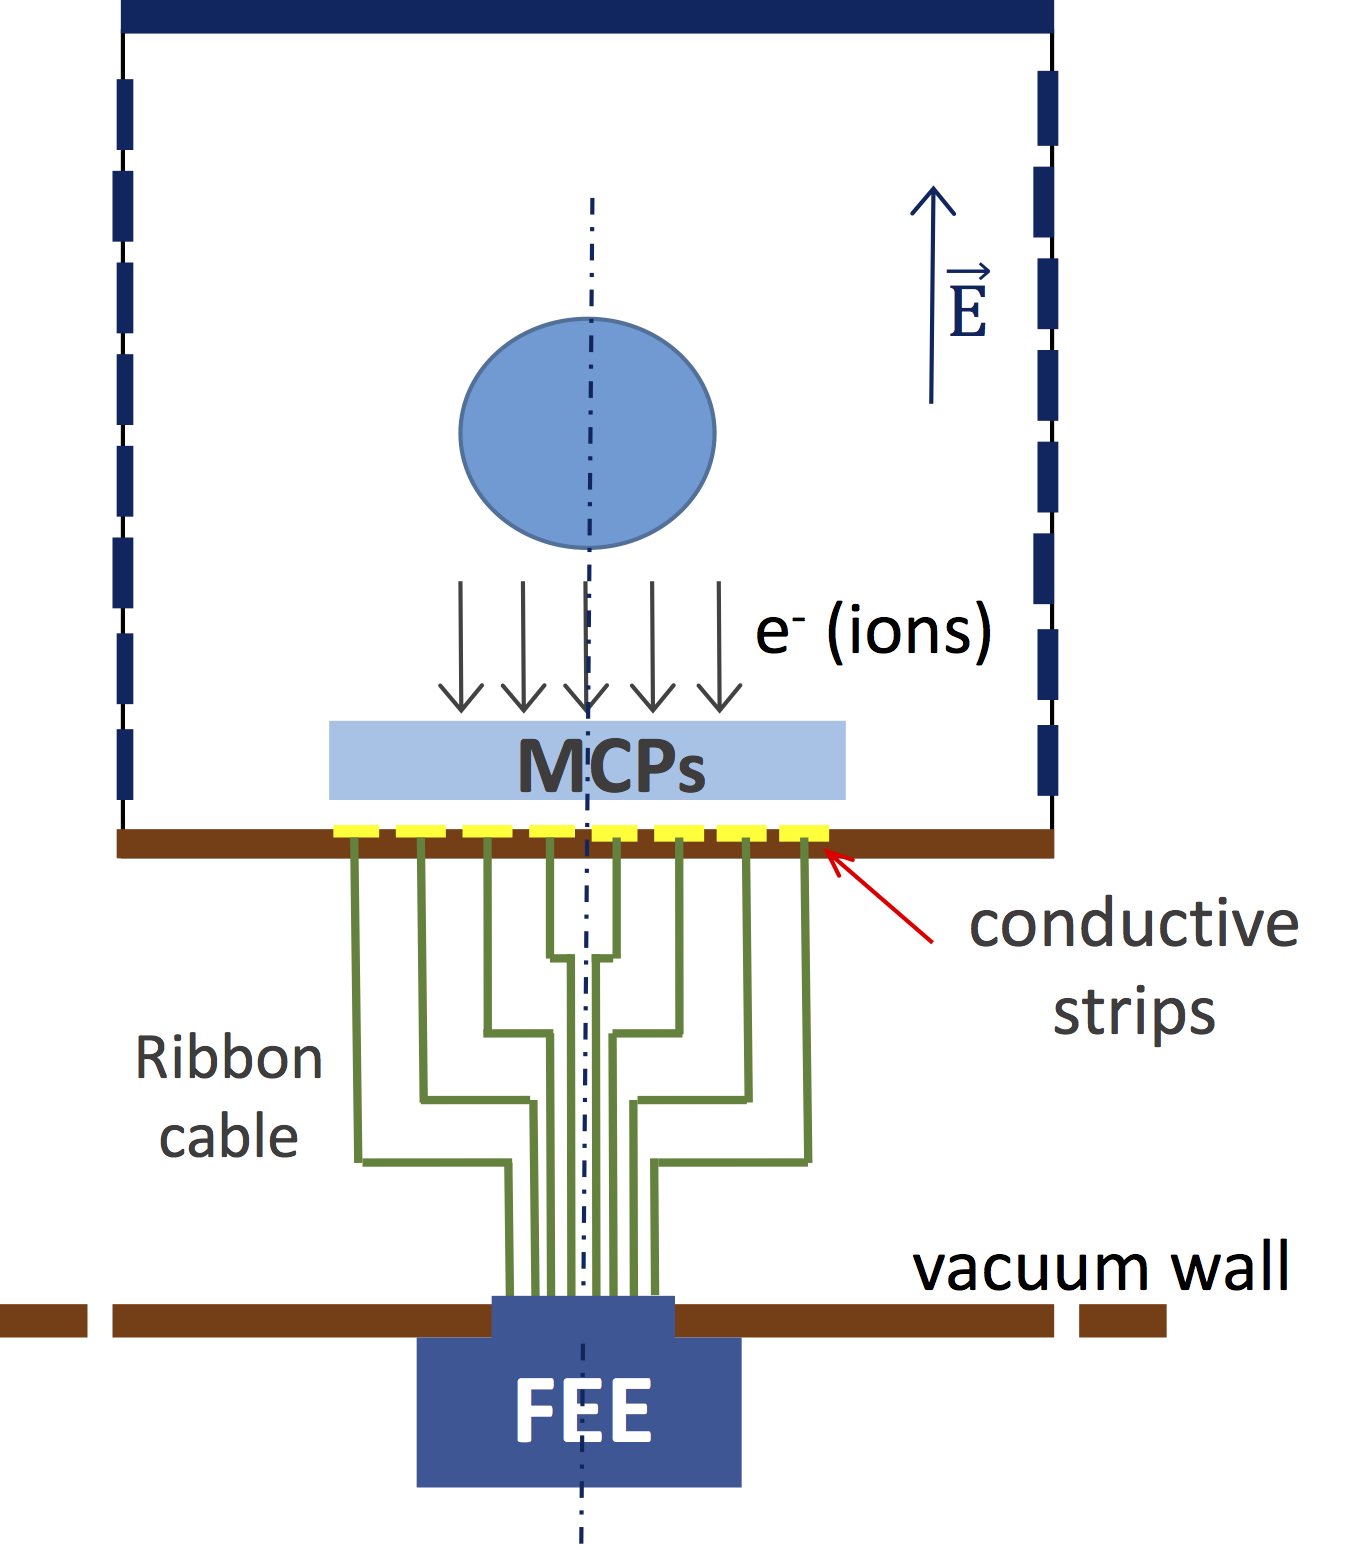 E
e- (ions)
MCPs
conductive
strips
Ribbon
cable
vacuum wall
FEE